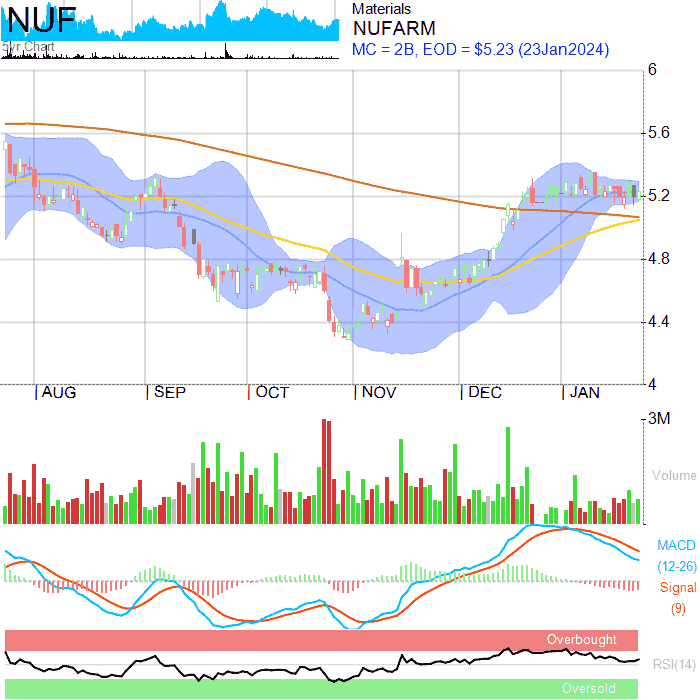 NUF
5yr Chart
Materials
NUFARM
MC = 2B, EOD = $5.23 (23Jan2024)
6
5.6
5.2
4.8
4.4
4
AUG SEP OCT NOV DEC JAN
3M
Volume
MACD
(12-26)
Signal
(9)
Overbought
RSI(14)
Oversold